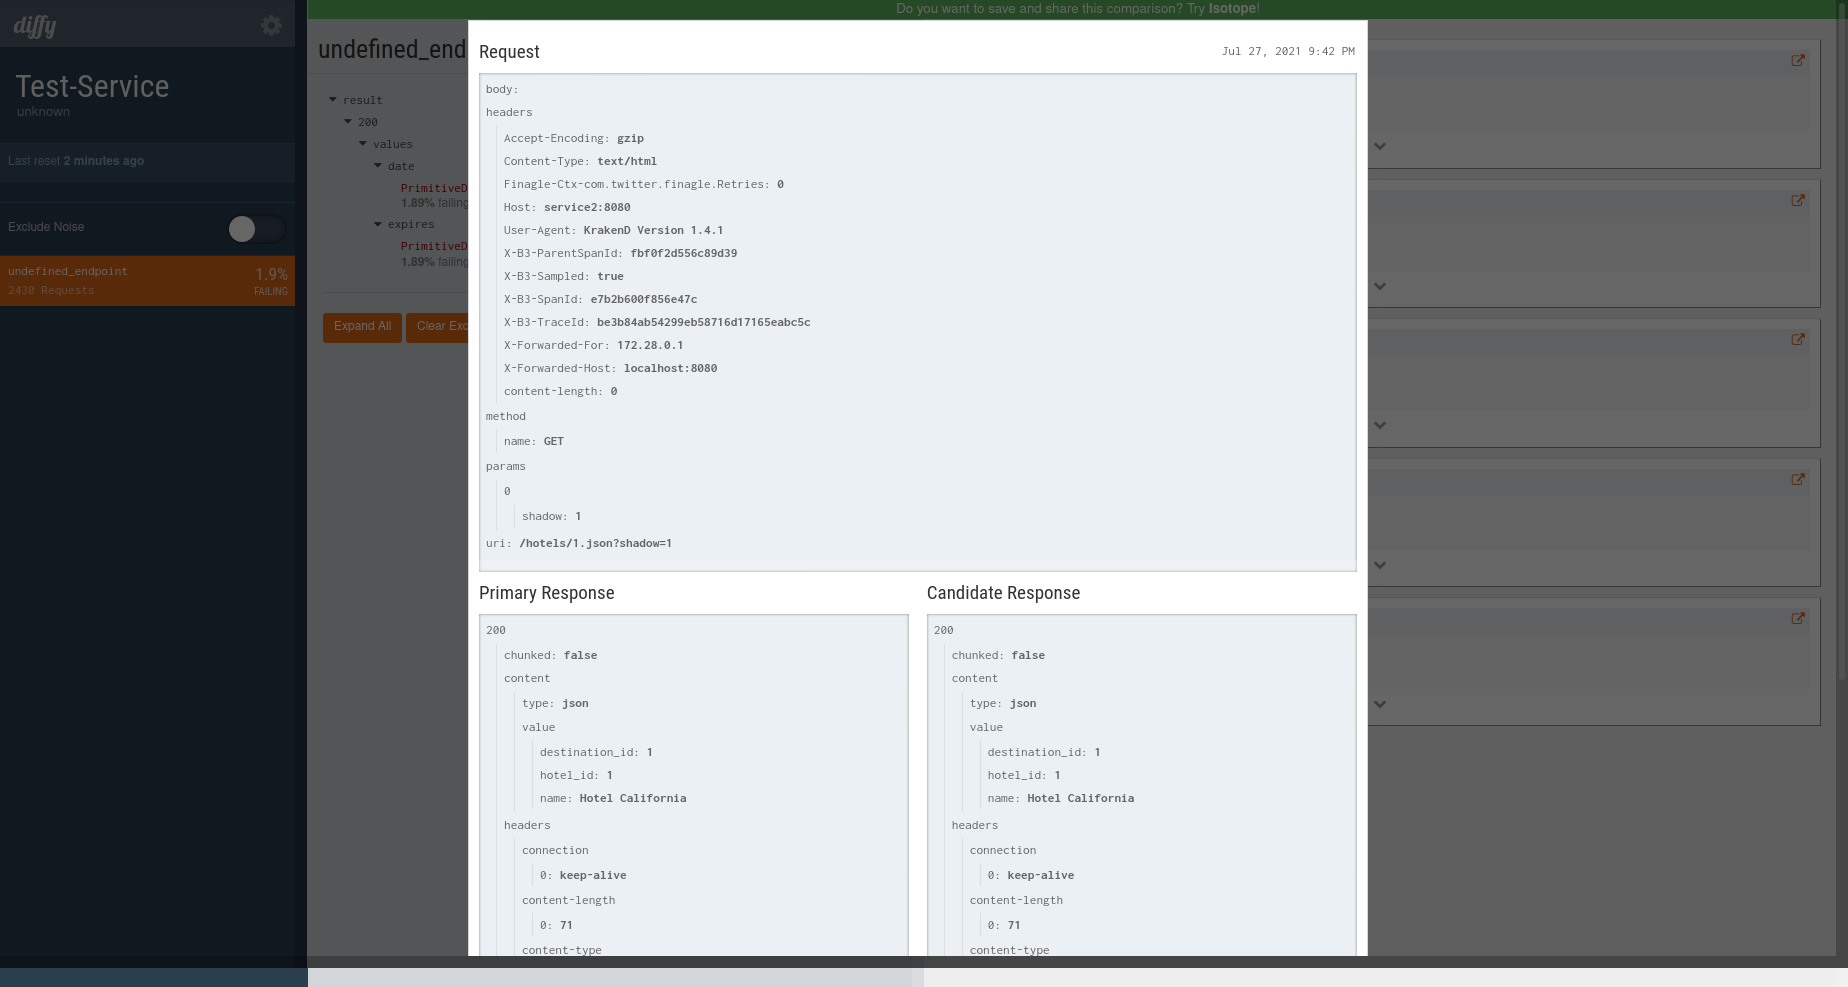 diffy
Do you want to save and share this comparison? Try Isotope!
Test-Service
unknown
Last reset 2 minutes ago
Exclude Noise
undefined_endpoint
1.9%
2430 Requests
FAILING
undefined_end
result
200
values
date
PrimitiveD
1.89% failing
expires
PrimitiveD
1.89% failing
Expand All
Clear Exc
Request
Jul 27, 2021 9:42 PM
body:
headers
Accept-Encoding: gzip
Content-Type: text/html
Finagle-Ctx-com.twitter.finagle.Retries: 0
Host: service2:8080
User-Agent: KrakenD Version 1.4.1
X-B3-ParentSpanId: fbf0f2d556c89d39
X-B3-Sampled: true
X-B3-SpanId: e7b2b600f856e47c
X-B3-TraceId: be3b84ab54299eb58716d17165eabc5c
X-Forwarded-For: 172.28.0.1
X-Forwarded-Host: localhost:8080
content-length: 0
method
name: GET
params
0
shadow: 1
uri: /hotels/1.json?shadow=1
Primary Response
200
chunked: false
content
type: json
value
destination_id: 1
hotel_id: 1
name: Hotel California
headers
connection
0: keep-alive
content-length
0: 71
content-type
Candidate Response
200
chunked: false
content
type: json
value
destination_id: 1
hotel_id: 1
name: Hotel California
headers
connection
0: keep-alive
content-length
0: 71
content-type